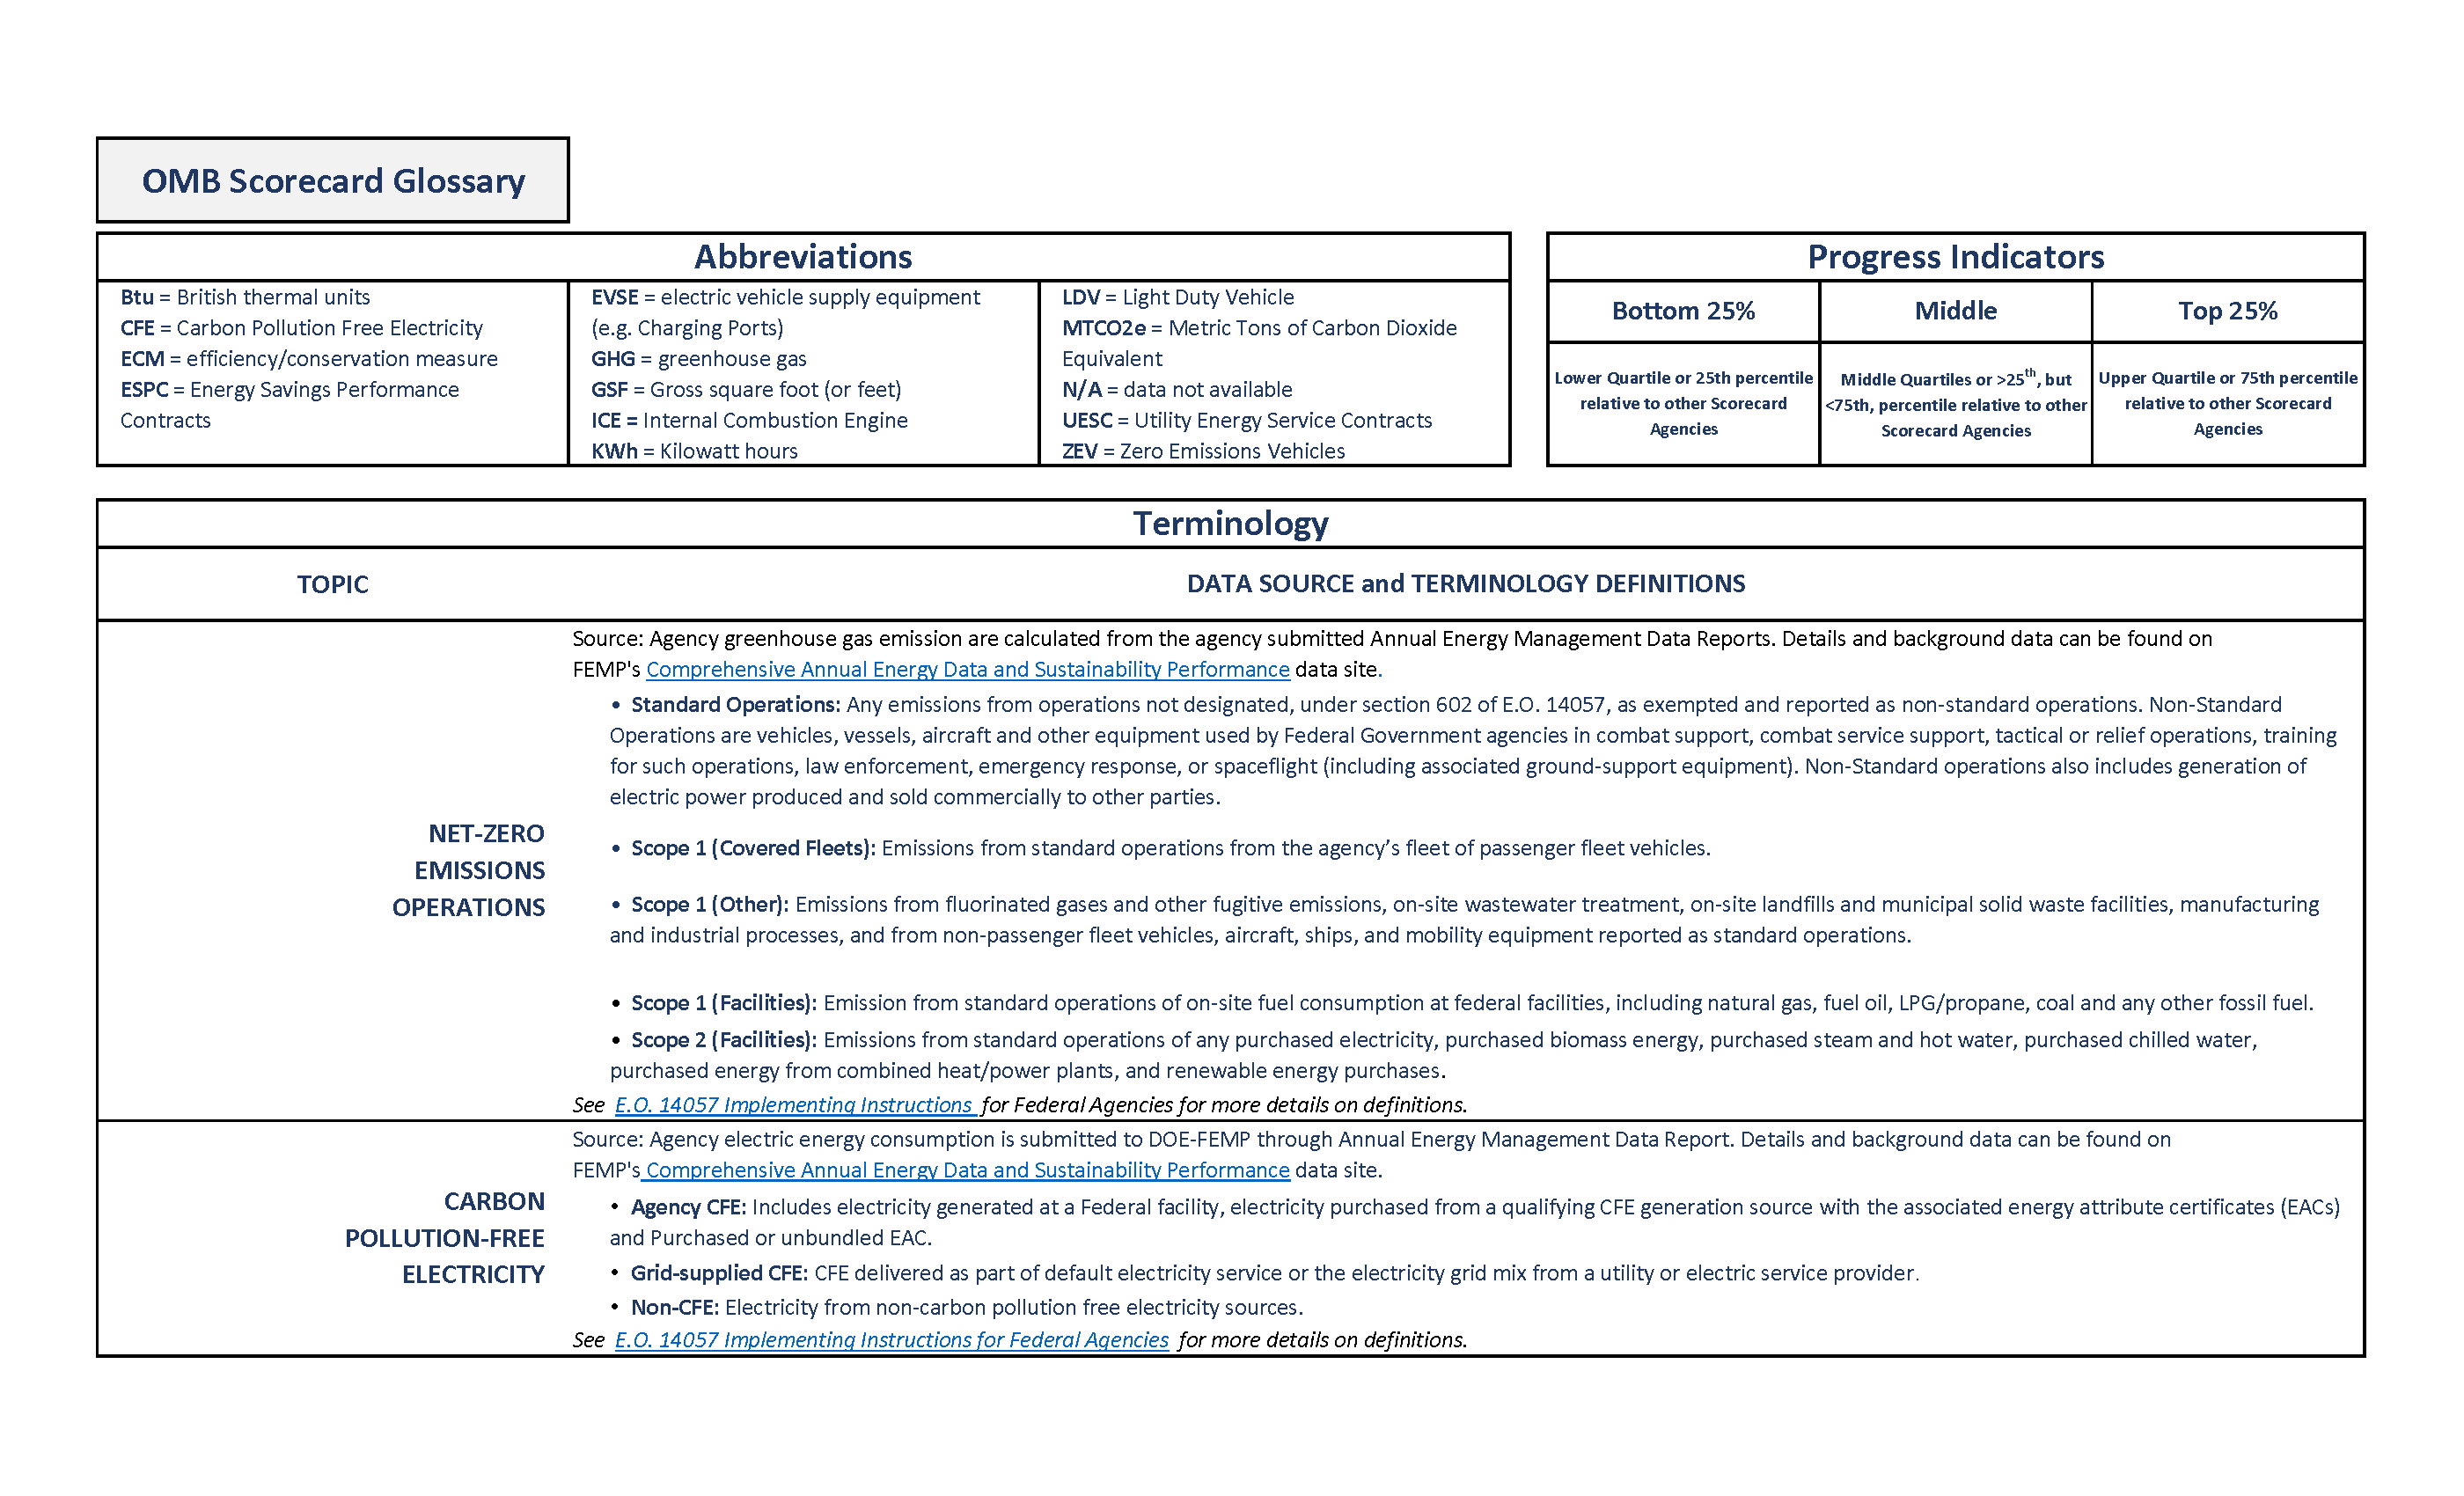 OMB Scorecard Glossary
Abbreviations
Btu = British thermal units
CFE = Carbon Pollution Free Electricity
ECM = efficiency/conservation measure
ESPC = Energy Savings Performance
Contracts
EVSE = electric vehicle supply equipment
(e.g. Charging Ports)
GHG = greenhouse gas
GSF = Gross square foot (or feet)
ICE = Internal Combustion Engine
KWh = Kilowatt hours
LDV = Light Duty Vehicle
MTCO2e = Metric Tons of Carbon Dioxide
Equivalent
N/A = data not available
UESC = Utility Energy Service Contracts
ZEV = Zero Emissions Vehicles
Progress Indicators
Bottom 25%
Middle
Top 25%
Lower Quartile or 25th percentile
relative to other Scorecard
Agencies
Middle Quartiles or >25th, but
<75th, percentile relative to other
Scorecard Agencies
Upper Quartile or 75th percentile
relative to other Scorecard
Agencies
Terminology
TOPIC
DATA SOURCE and TERMINOLOGY DEFINITIONS
NET-ZERO
EMISSIONS
OPERATIONS
Source: Agency greenhouse gas emission are calculated from the agency submitted Annual Energy Management Data Reports. Details and background data can be found on
FEMP's Comprehensive Annual Energy Data and Sustainability Performance data site.
• Standard Operations: Any emissions from operations not designated, under section 602 of E.O. 14057, as exempted and reported as non-standard operations. Non-Standard
Operations are vehicles, vessels, aircraft and other equipment used by Federal Government agencies in combat support, combat service support, tactical or relief operations, training
for such operations, law enforcement, emergency response, or spaceflight (including associated ground-support equipment). Non-Standard operations also includes generation of
electric power produced and sold commercially to other parties.
• Scope 1 (Covered Fleets): Emissions from standard operations from the agency’s fleet of passenger fleet vehicles.
• Scope 1 (Other): Emissions from fluorinated gases and other fugitive emissions, on-site wastewater treatment, on-site landfills and municipal solid waste facilities, manufacturing
and industrial processes, and from non-passenger fleet vehicles, aircraft, ships, and mobility equipment reported as standard operations.
• Scope 1 (Facilities): Emission from standard operations of on-site fuel consumption at federal facilities, including natural gas, fuel oil, LPG/propane, coal and any other fossil fuel.
• Scope 2 (Facilities): Emissions from standard operations of any purchased electricity, purchased biomass energy, purchased steam and hot water, purchased chilled water,
purchased energy from combined heat/power plants, and renewable energy purchases.
See E.O. 14057 Implementing Instructions for Federal Agencies for more details on definitions.
CARBON
POLLUTION-FREE
ELECTRICITY
Source: Agency electric energy consumption is submitted to DOE-FEMP through Annual Energy Management Data Report. Details and background data can be found on
FEMP's Comprehensive Annual Energy Data and Sustainability Performance data site.
• Agency CFE: Includes electricity generated at a Federal facility, electricity purchased from a qualifying CFE generation source with the associated energy attribute certificates (EACs)
and Purchased or unbundled EAC.
• Grid-supplied CFE: CFE delivered as part of default electricity service or the electricity grid mix from a utility or electric service provider.
• Non-CFE: Electricity from non-carbon pollution free electricity sources.
See E.O. 14057 Implementing Instructions for Federal Agencies for more details on definitions.